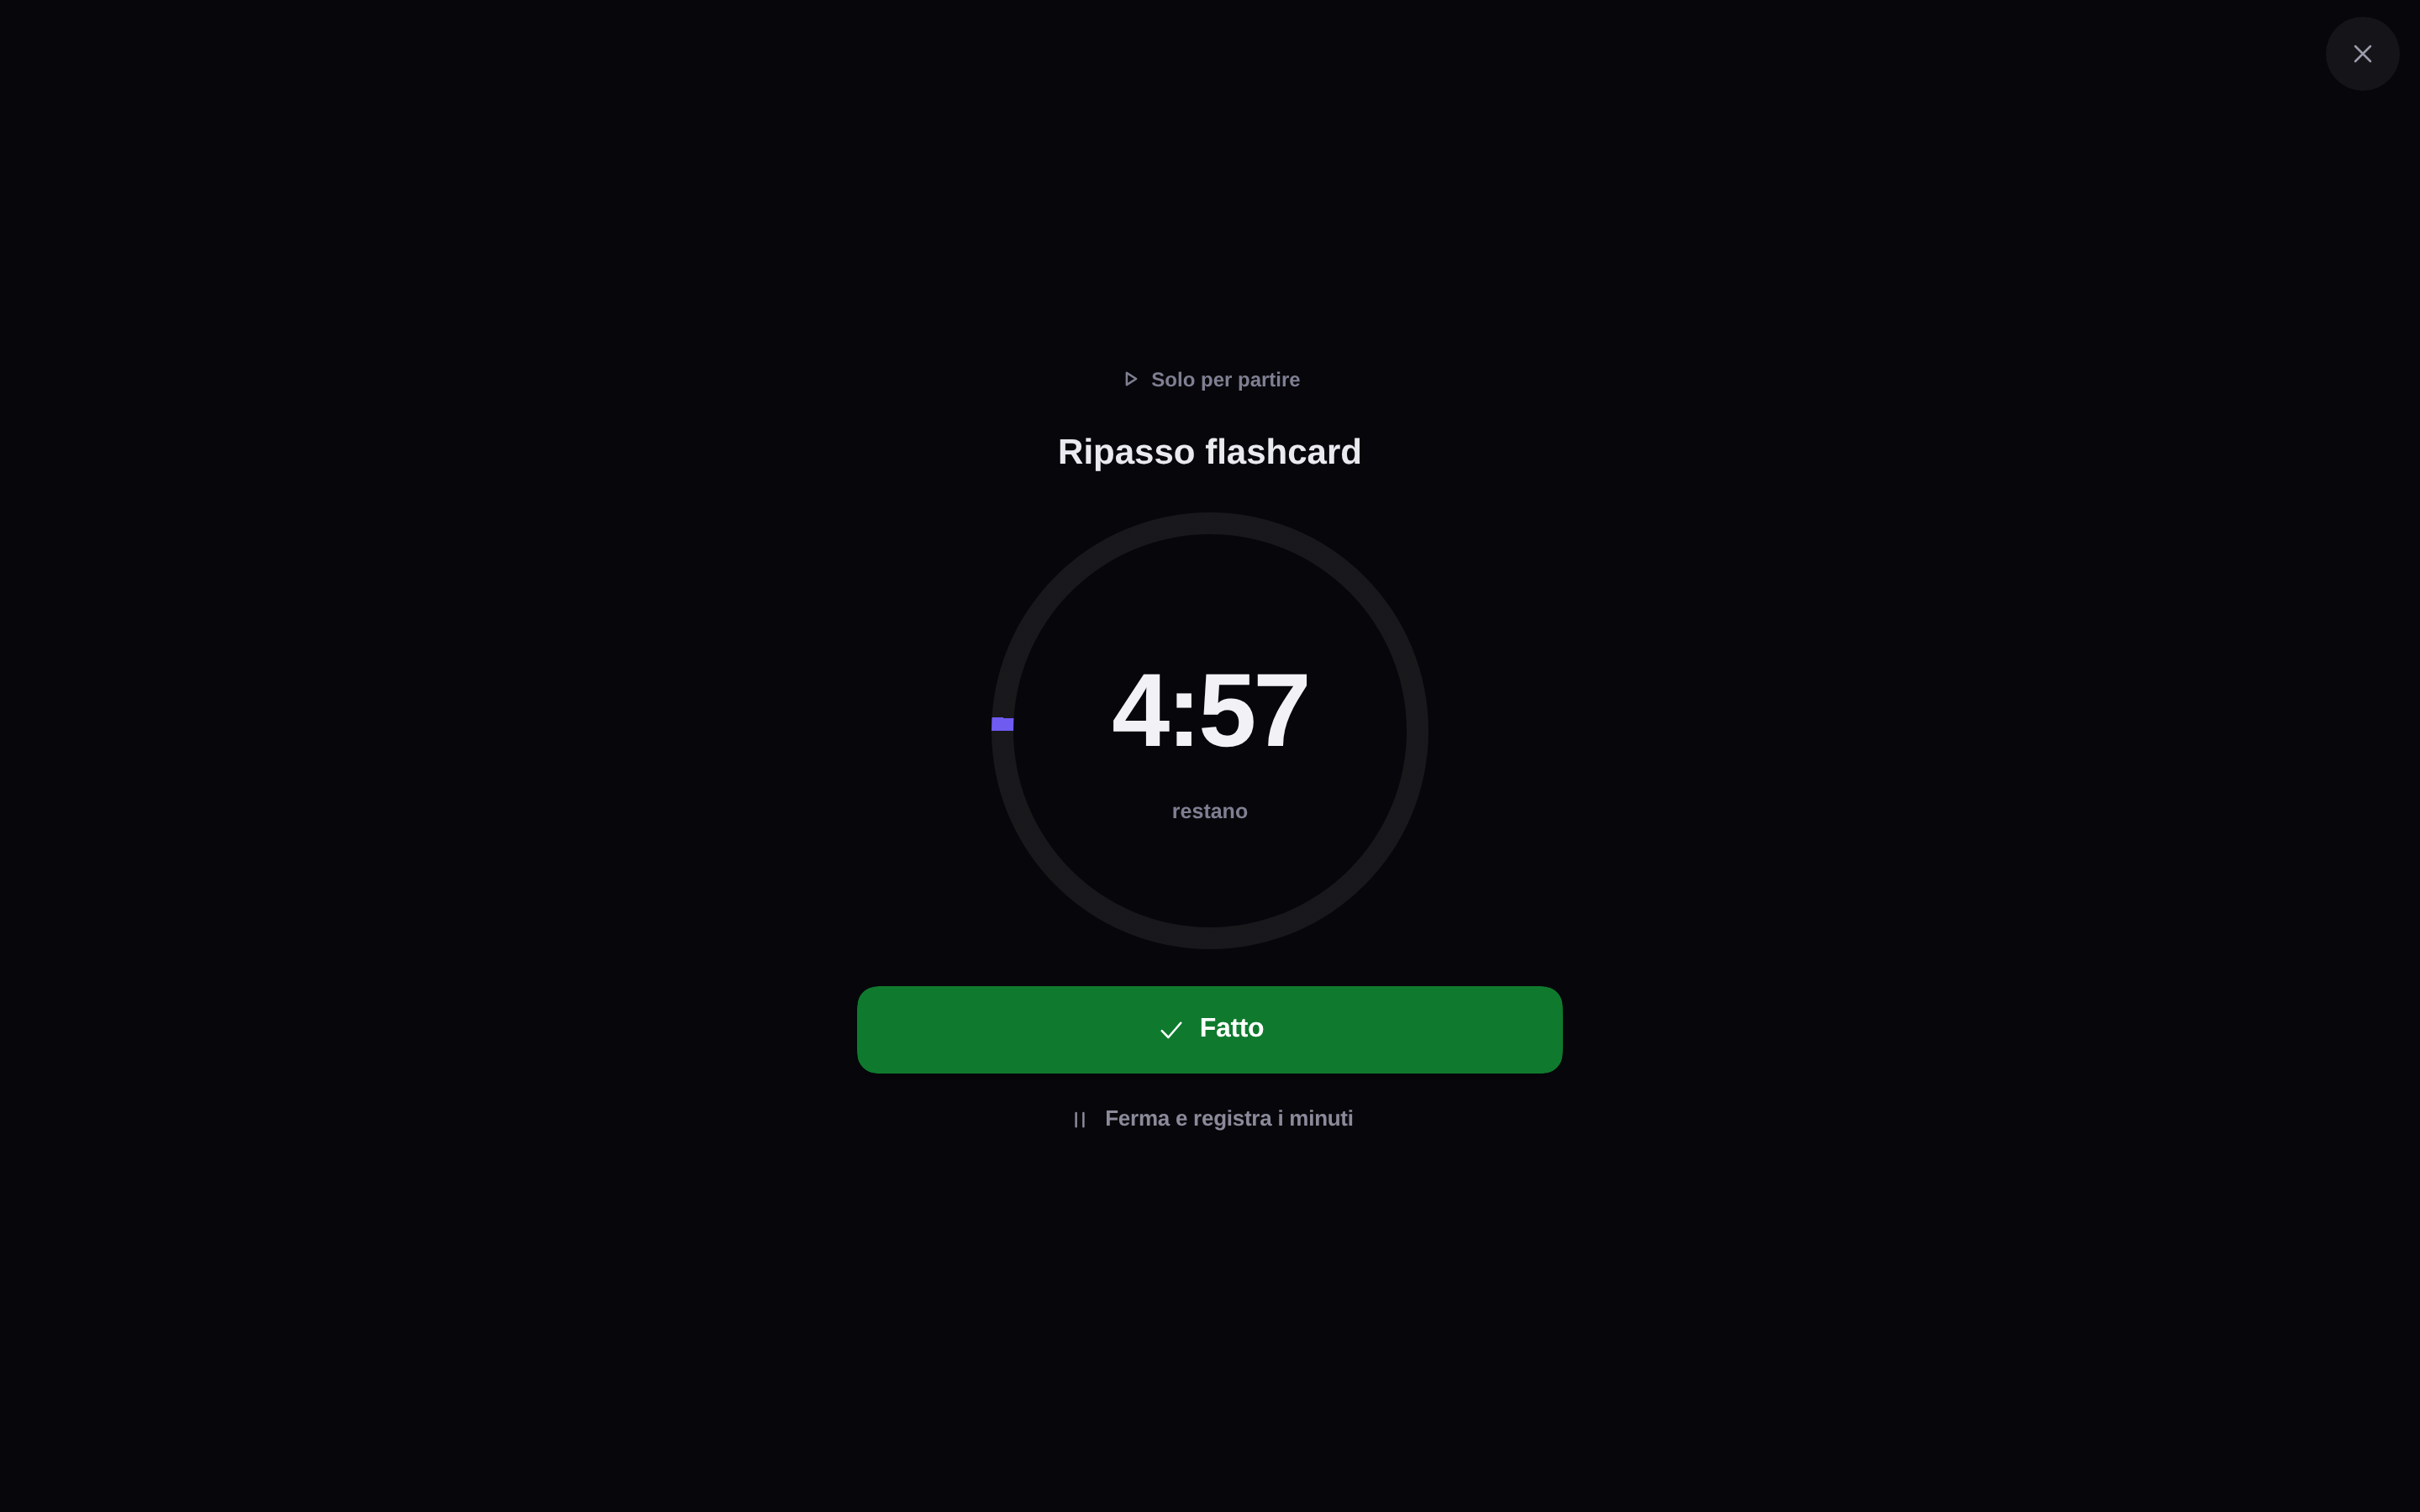 Solo per partire
Ripasso flashcard
4:57
restano
Fatto
Ferma e registra i minuti